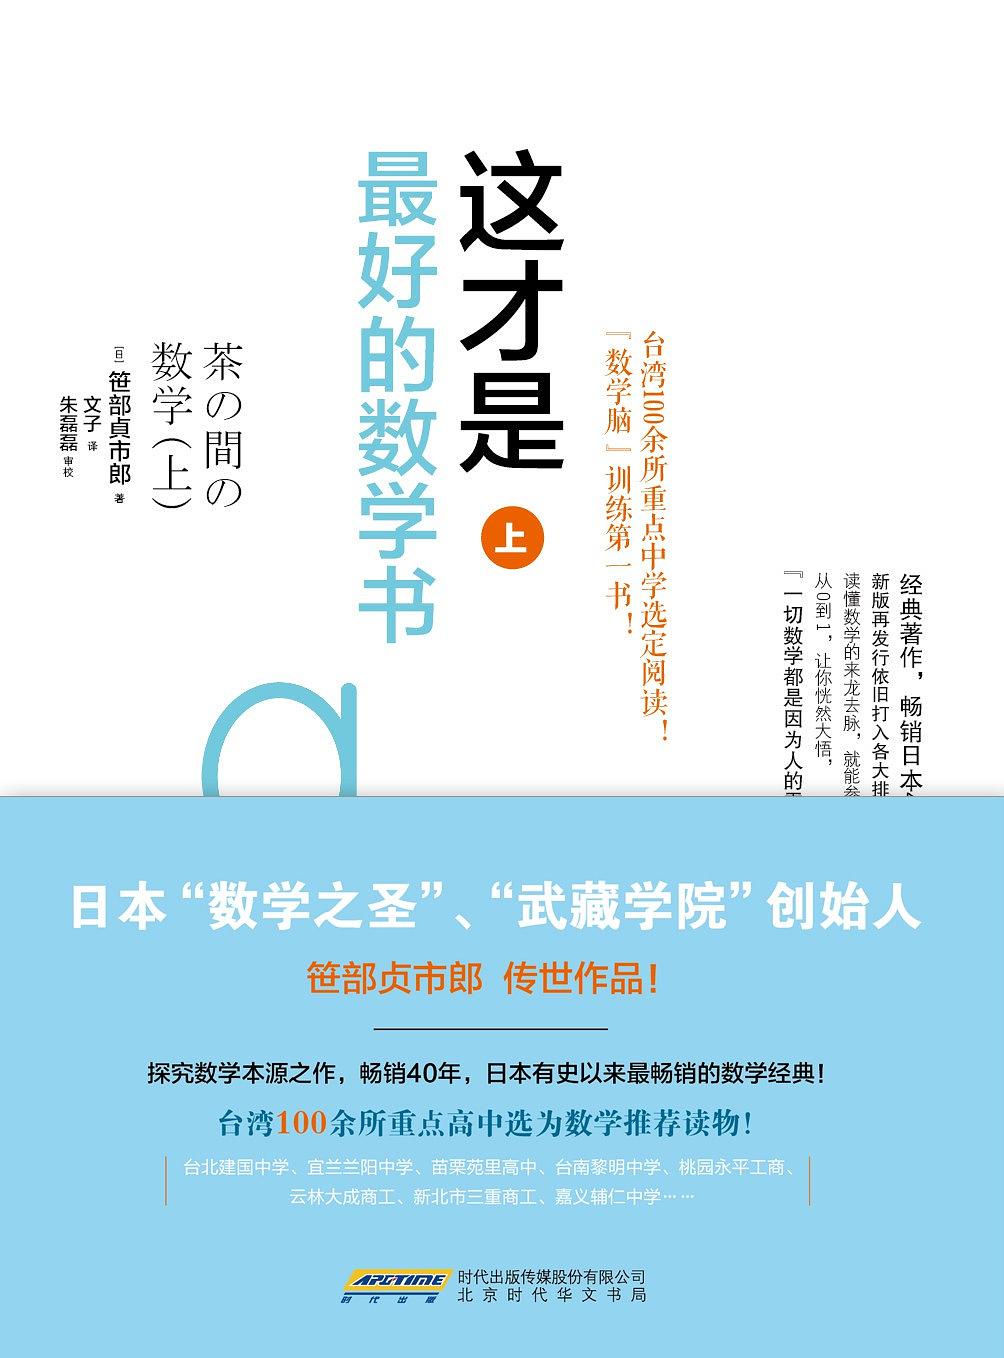 这才是
最好的数学书
上
茶の間の
数学(上)
[日] 笹部貞市郎 著
文子 译
朱磊磊 审校
台湾100余所重点中学选定阅读!
『数学脑』训练第一书!
经典著作，畅销日本
新版再发行依旧打入各大排
读懂数学的来龙去脉，就能
从0到1，让你恍然大悟，
『一切数学都是因为人的
日本“数学之圣”、“武藏学院”创始人
笹部贞市郎 传世作品!
探究数学本源之作，畅销40年，日本有史以来最畅销的数学经典!
台湾100余所重点高中选为数学推荐读物!
台北建国中学、宜兰兰阳中学、苗栗苑里高中、台南黎明中学、桃园永平工商、
云林大成商工、新北市三重商工、嘉义辅仁中学……
APGTIME
时代出版
时代出版传媒股份有限公司
北京时代华文书局